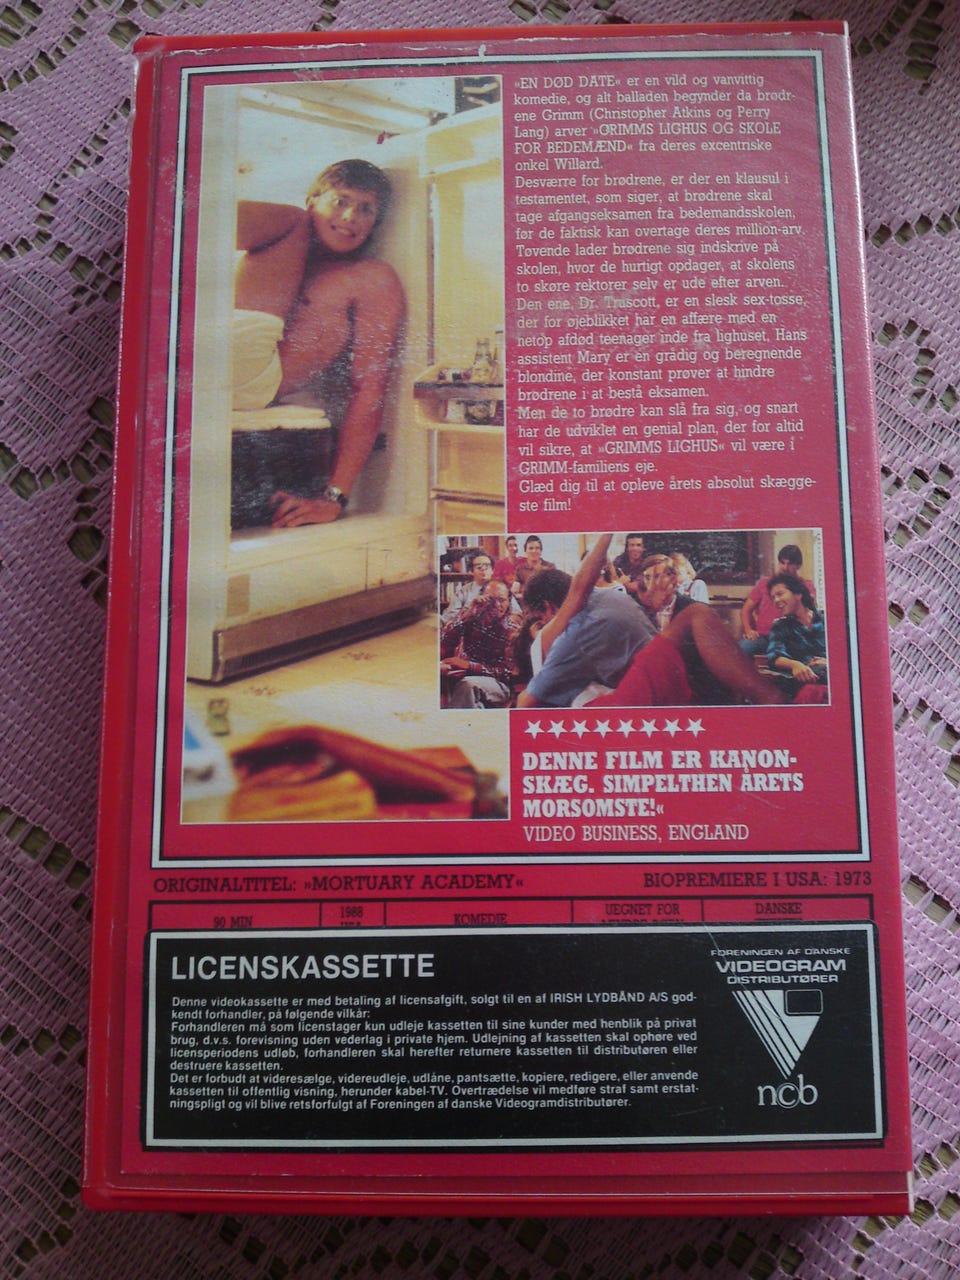 »EN DØD DATE« er en vild og vanvittig
komedie, og alt balladen begynder da brødr-
ene Grimm (Christopher Atkins og Perry
Lang) arver »GRIMMS LIGHUS OG SKOLE
FOR BEDEMÆND« fra deres excentriske
onkel Willard.
Desværre for brødrene, er der en klausul i
testamentet, som siger, at brødrene skal
tage afgangseksamen fra bedemandsskolen,
før de faktisk kan overtage deres million-arv.
Tøvende lader brødrene sig indskrive på
skolen, hvor de hurtigt opdager, at skolens
to skøre rektorer selv er ude efter arven.
Den ene, Dr. Truscott, er en slesk sex-tosse,
der for øjeblikket har en affære med en
netop afdød teenager inde fra lighuset. Hans
assistent Mary er en grådig og beregnende
blondine, der konstant prøver at hindre
brødrene i at bestå eksamen.
Men de to brødre kan slå fra sig, og snart
har de udviklet en genial plan, der for altid
vil sikre, at »GRIMMS LIGHUS« vil være i
GRIMM-familiens eje.
Glæd dig til at opleve årets absolut skægge-
ste film!
DENNE FILM ER KANON-
SKÆG. SIMPELTHEN ÅRETS
MORSOMSTE!«
VIDEO BUSINESS, ENGLAND
ORIGINALTITEL: »MORTUARY ACADEMY« BIOPREMIERE I USA: 1973
90 MIN 1988 KOMEDIE UEGNET FOR DANSKE
LICENSKASSETTE
Denne videokassette er med betaling af licensafgift, solgt til en af IRISH LYDBÅND A/S god-
kendt forhandler, på følgende vilkår:
Forhandleren må som licenstager kun udleje kassetten til sine kunder med henblik på privat
brug, d.v.s. forevisning uden vederlag i private hjem. Udlejning af kassetten skal ophøre ved
licensperiodens udløb, forhandleren skal herefter returnere kassetten til distributøren eller
destruere kassetten.
Det er forbudt at videresælge, videreudleje, udlåne, pantsætte, kopiere, redigere, eller anvende
kassetten til offentlig visning, herunder kabel-TV. Overtrædelse vil medføre straf samt erstat-
ningspligt og vil blive retsforfulgt af Foreningen af danske Videogramdistributører.
FORENINGEN AF DANSKE
VIDEOGRAM
DISTRIBUTØRER
ncb